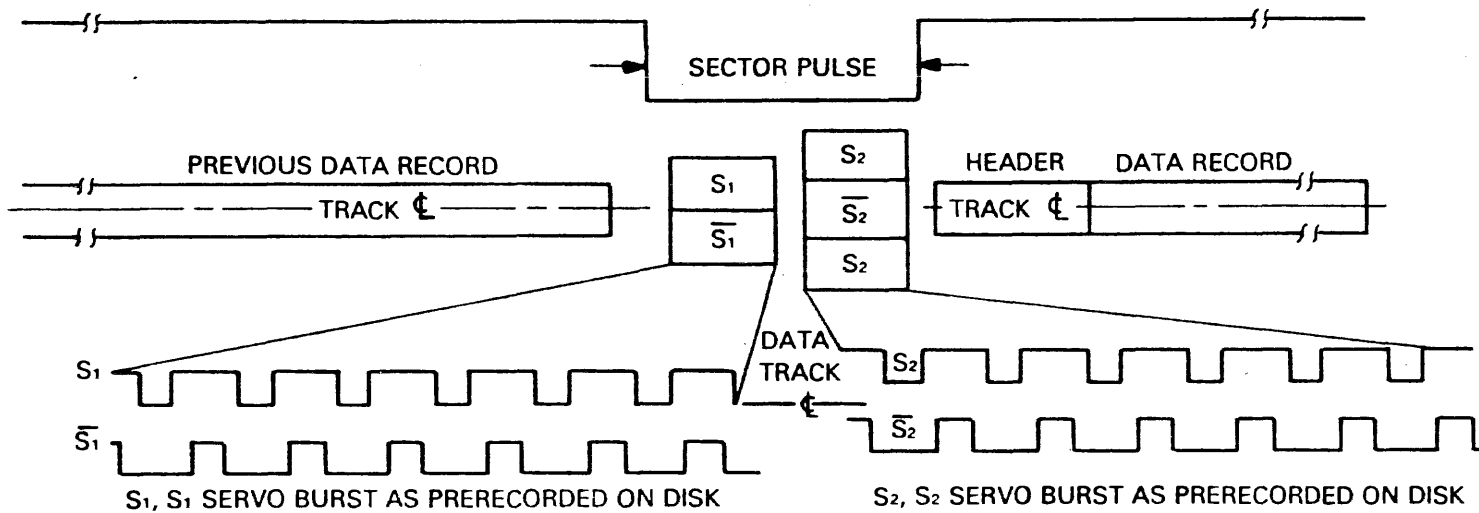 SECTOR PULSE
PREVIOUS DATA RECORD
TRACK ℄
S₁
S̅₁
S₂
S̅₂
S₂
HEADER
DATA RECORD
TRACK ℄
DATA
TRACK
℄
S₁
S̅₁
S₂
S̅₂
S₁, S₁ SERVO BURST AS PRERECORDED ON DISK
S₂, S₂ SERVO BURST AS PRERECORDED ON DISK